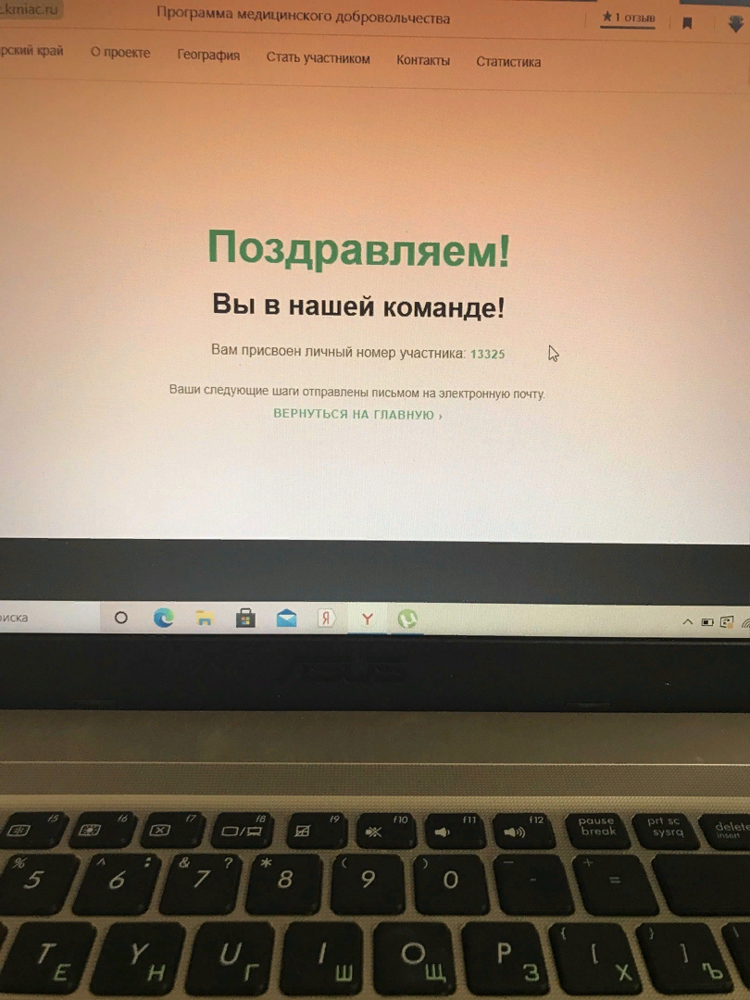 .kmiac.ru
Программа медицинского добровольчества
★ 1 отзыв
рский край О проекте География Стать участником Контакты Статистика
Поздравляем!
Вы в нашей команде!
Вам присвоен личный номер участника: 13325
Ваши следующие шаги отправлены письмом на электронную почту.
ВЕРНУТЬСЯ НА ГЛАВНУЮ ›
оиска
Я Y
ASUS
f5 f6 f7 f8 f9 f10 f11 f12 pause break prt sc sysrq delete insert
% 5 ^ 6 : & 7 ? * 8 ( 9 ) 0 _ - + =
T Е Y Н U Г I Ш O Щ P З { [ Х } ] Ъ